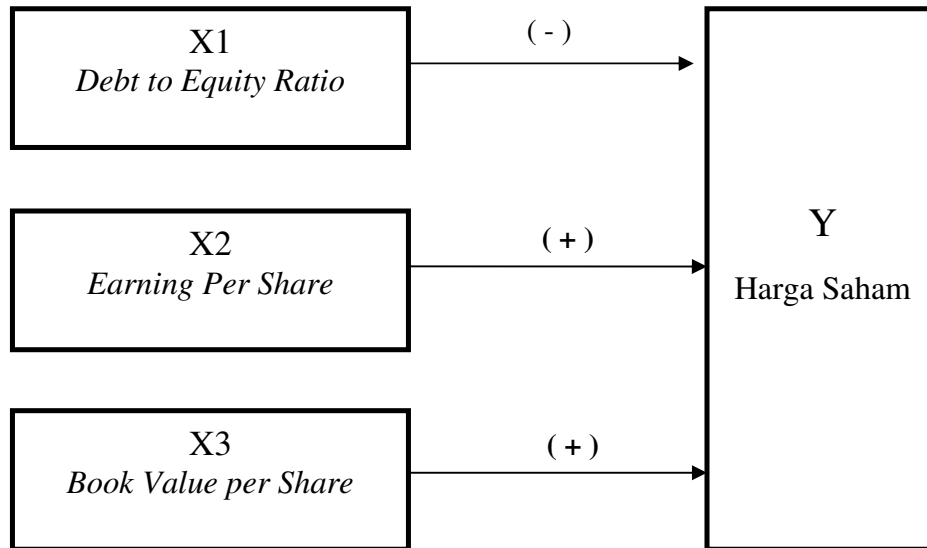 X1
Debt to Equity Ratio
( - )
X2
Earning Per Share
( + )
Y
Harga Saham
X3
Book Value per Share
( + )